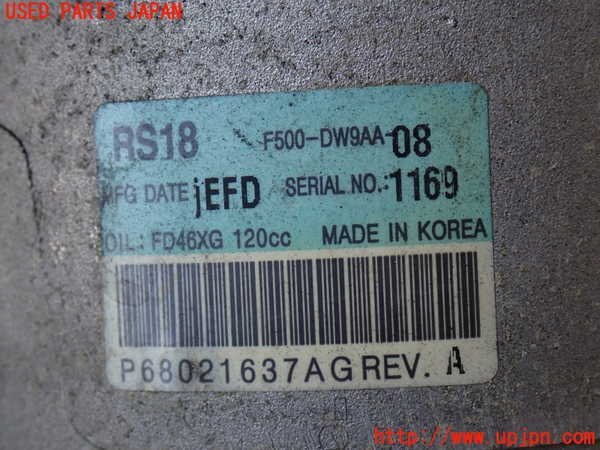 USED PARTS JAPAN
RS18 F500-DW9AA-08
MFG DATE jEFD SERIAL NO.: 1169
OIL: FD46XG 120cc MADE IN KOREA
P68021637AG REV. A
http://www.upjpn.com/